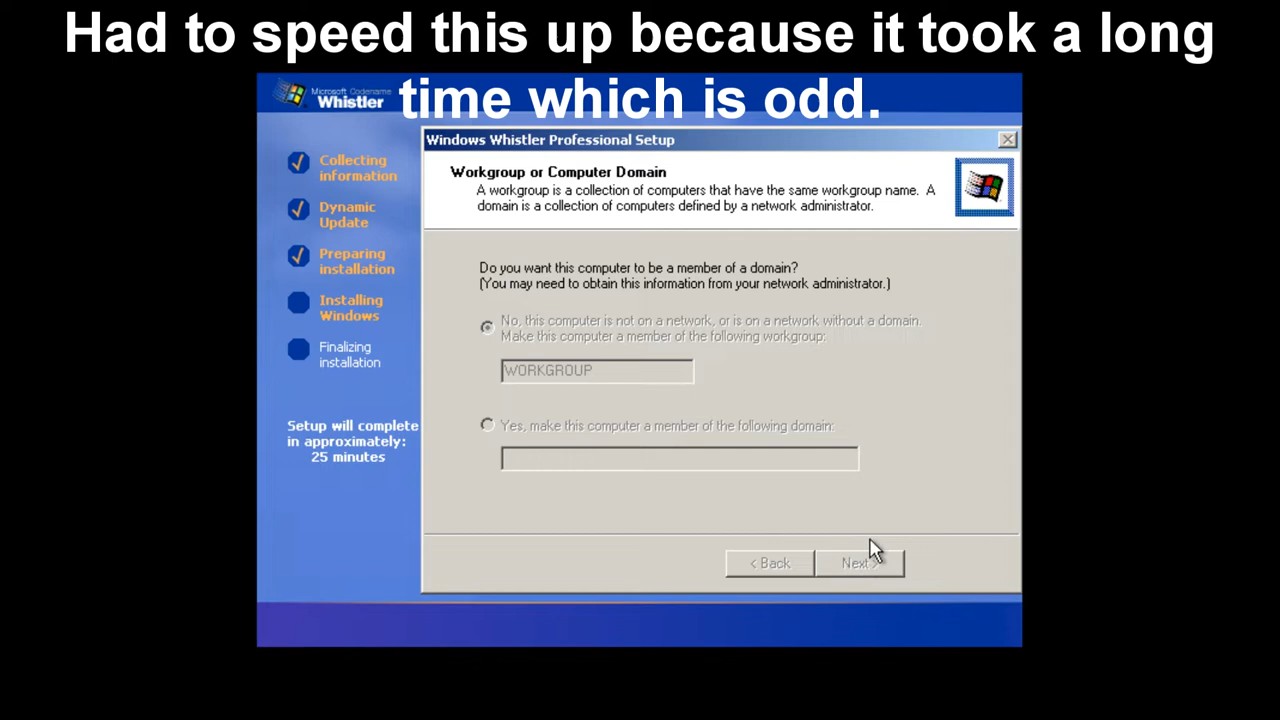 Had to speed this up because it took a long
time which is odd.
Microsoft Codename
Whistler
Windows Whistler Professional Setup
Workgroup or Computer Domain
A workgroup is a collection of computers that have the same workgroup name. A
domain is a collection of computers defined by a network administrator.
Collecting
information
Dynamic
Update
Preparing
installation
Installing
Windows
Finalizing
installation
Setup will complete
in approximately:
25 minutes
Do you want this computer to be a member of a domain?
(You may need to obtain this information from your network administrator.)
No, this computer is not on a network, or is on a network without a domain.
Make this computer a member of the following workgroup:
WORKGROUP
Yes, make this computer a member of the following domain:
< Back
Next >